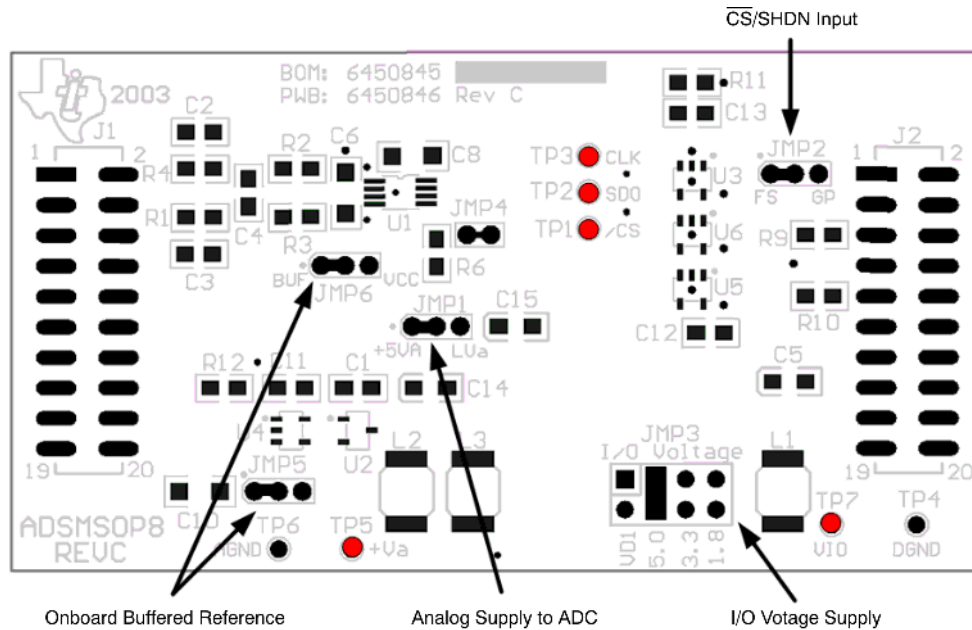 CS/SHDN Input
BOM: 6450845
PWB: 6450846 Rev C
2003
J1
1 2
C2
R4
R1
C3
C4
R2
R3
C6
C8
U1
JMP4
R6
BUF VCC
JMP6
JMP1
+5VA LVa
C15
TP3 CLK
TP2 SDO
TP1 /CS
R11
C13
U3
U6
U5
C12
JMP2
FS GP
R9
R10
C5
J2
1 2
R12
C11
C1
C14
U4
U2
L2
L3
JMP5
C10
19 20
ADSMSOP8
REVC
TP6
AGND
TP5
+Va
JMP3
I/O Voltage
VD1
5.0
3.3
1.8
L1
TP7
VIO
TP4
DGND
19 20
Onboard Buffered Reference
Analog Supply to ADC
I/O Votage Supply